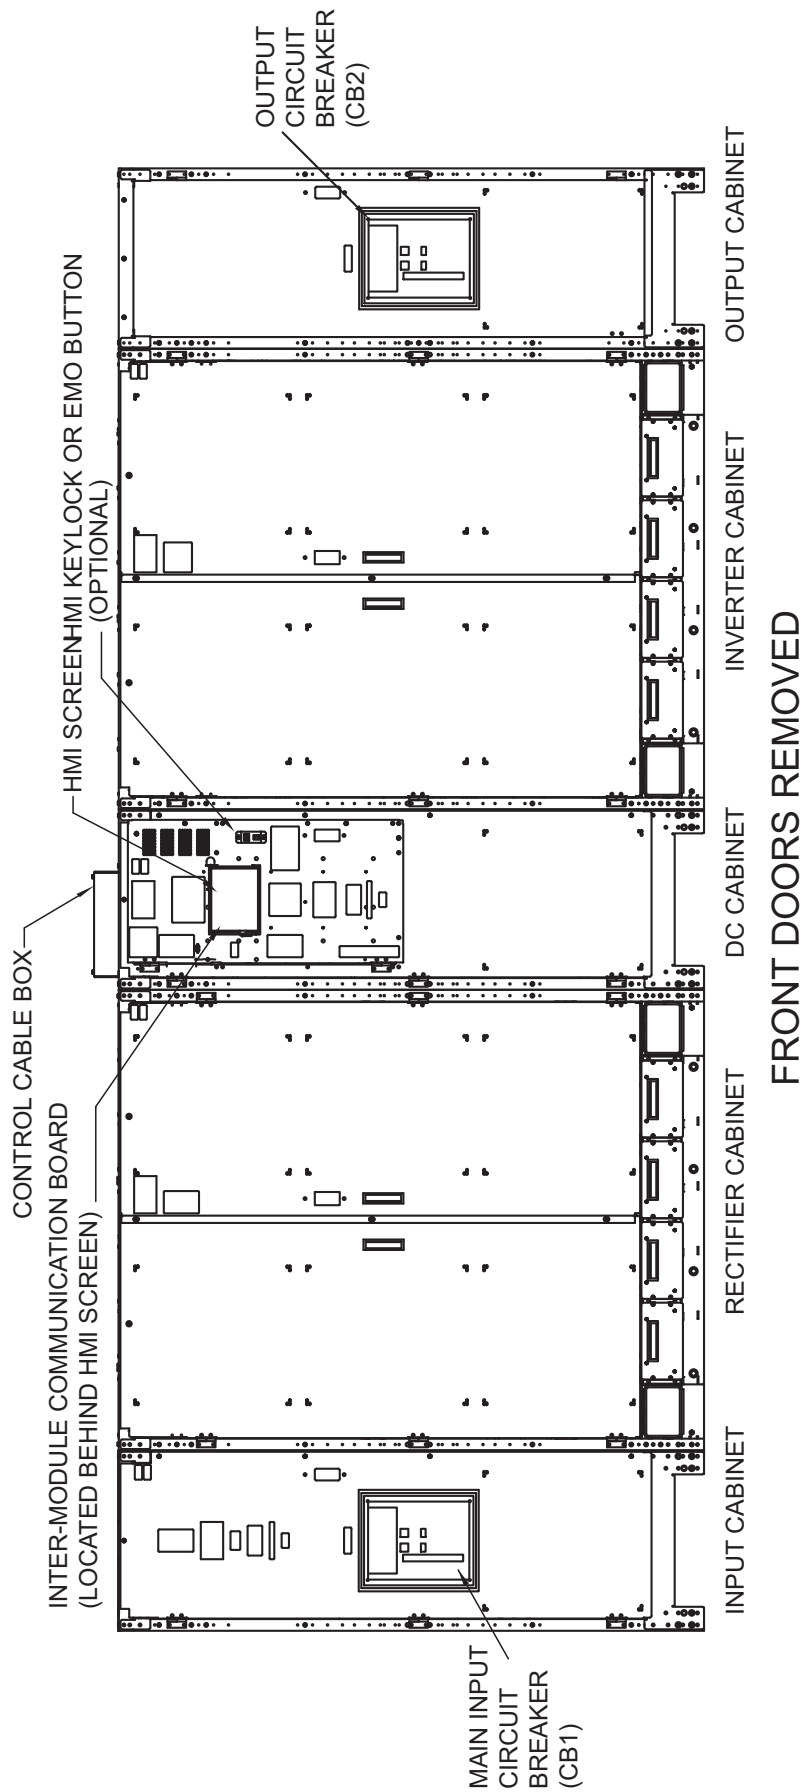 CONTROL CABLE BOX
INTER-MODULE COMMUNICATION BOARD
(LOCATED BEHIND HMI SCREEN)
HMI SCREEN
HMI KEYLOCK OR EMO BUTTON
(OPTIONAL)
OUTPUT
CIRCUIT
BREAKER
(CB2)
MAIN INPUT
CIRCUIT
BREAKER
(CB1)
INPUT CABINET
RECTIFIER CABINET
DC CABINET
INVERTER CABINET
OUTPUT CABINET
FRONT DOORS REMOVED